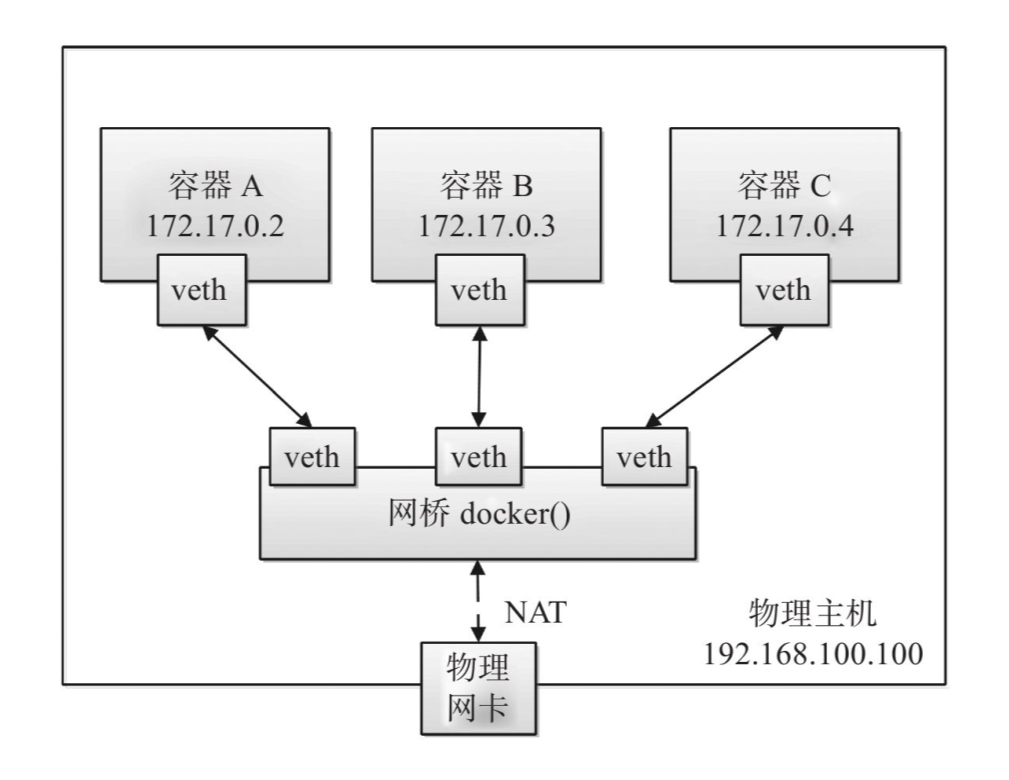 容器 A
172.17.0.2
容器 B
172.17.0.3
容器 C
172.17.0.4
veth
veth
veth
veth
veth
veth
网桥 docker()
NAT
物理主机
192.168.100.100
物理
网卡